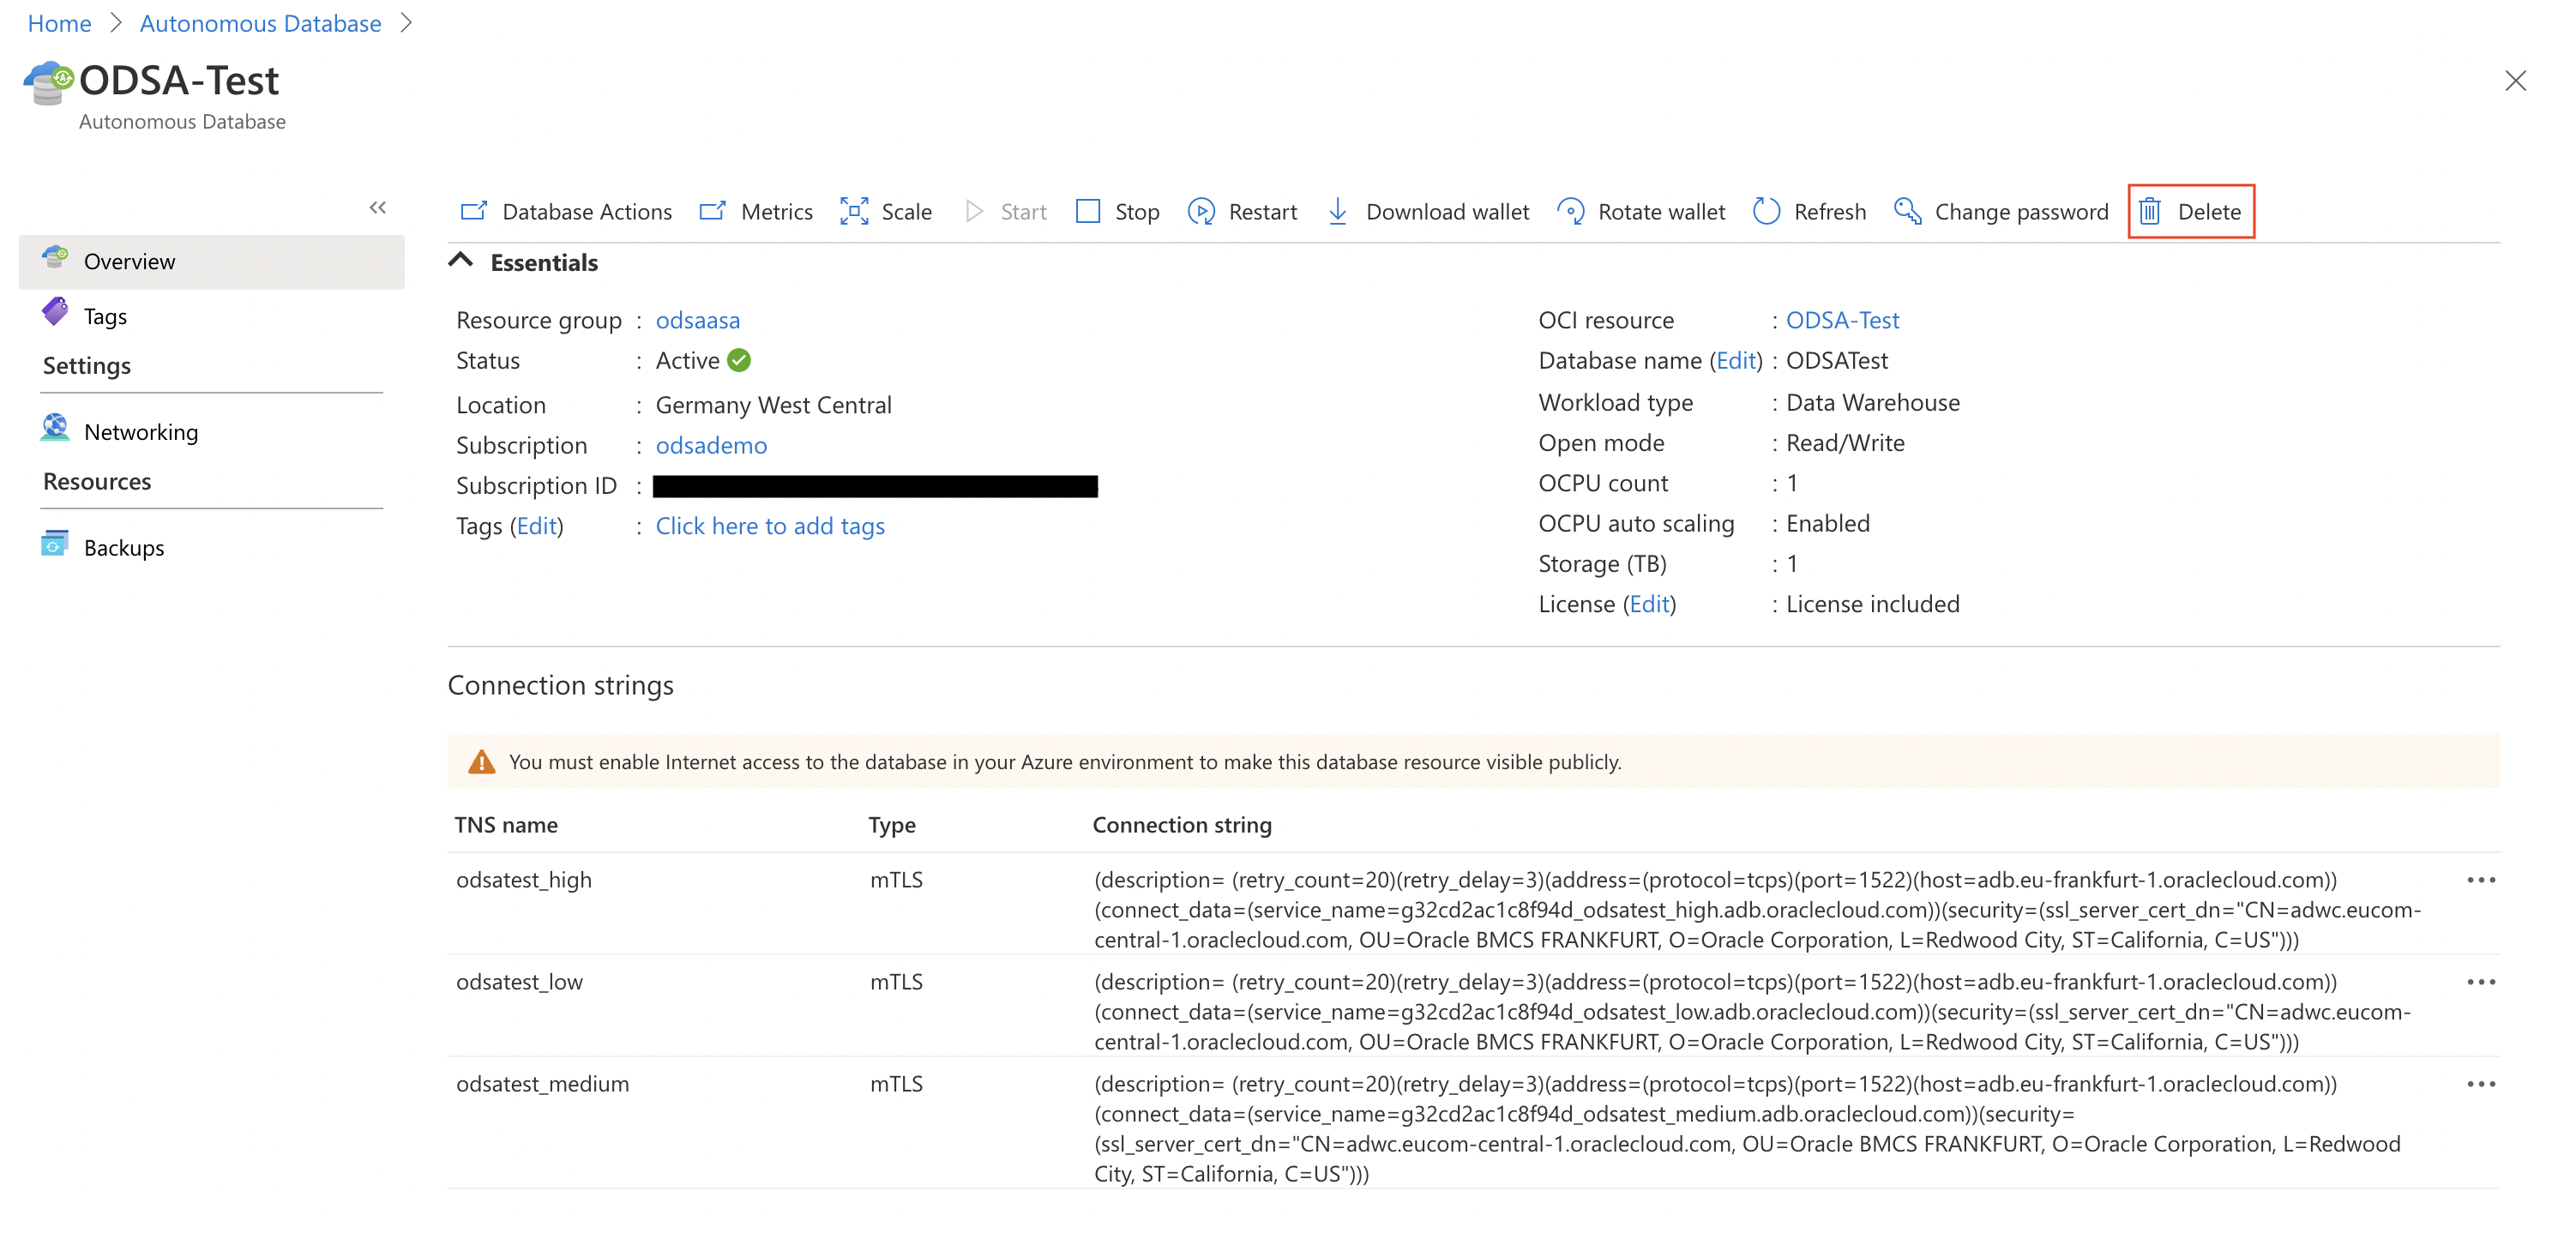 Home > Autonomous Database >
ODSA-Test
Autonomous Database
«
Database Actions Metrics Scale Start Stop Restart Download wallet Rotate wallet Refresh Change password Delete
Overview
Tags
Settings
Networking
Resources
Backups
Essentials
Resource group : odsaasa
Status : Active
Location : Germany West Central
Subscription : odsademo
Subscription ID :
Tags (Edit) : Click here to add tags
OCI resource : ODSA-Test
Database name (Edit) : ODSATest
Workload type : Data Warehouse
Open mode : Read/Write
OCPU count : 1
OCPU auto scaling : Enabled
Storage (TB) : 1
License (Edit) : License included
Connection strings
You must enable Internet access to the database in your Azure environment to make this database resource visible publicly.
TNS name Type Connection string
odsatest_high mTLS (description= (retry_count=20)(retry_delay=3)(address=(protocol=tcps)(port=1522)(host=adb.eu-frankfurt-1.oraclecloud.com))
(connect_data=(service_name=g32cd2ac1c8f94d_odsatest_high.adb.oraclecloud.com))(security=(ssl_server_cert_dn="CN=adwc.eucom-
central-1.oraclecloud.com, OU=Oracle BMCS FRANKFURT, O=Oracle Corporation, L=Redwood City, ST=California, C=US")))
odsatest_low mTLS (description= (retry_count=20)(retry_delay=3)(address=(protocol=tcps)(port=1522)(host=adb.eu-frankfurt-1.oraclecloud.com))
(connect_data=(service_name=g32cd2ac1c8f94d_odsatest_low.adb.oraclecloud.com))(security=(ssl_server_cert_dn="CN=adwc.eucom-
central-1.oraclecloud.com, OU=Oracle BMCS FRANKFURT, O=Oracle Corporation, L=Redwood City, ST=California, C=US")))
odsatest_medium mTLS (description= (retry_count=20)(retry_delay=3)(address=(protocol=tcps)(port=1522)(host=adb.eu-frankfurt-1.oraclecloud.com))
(connect_data=(service_name=g32cd2ac1c8f94d_odsatest_medium.adb.oraclecloud.com))(security=
(ssl_server_cert_dn="CN=adwc.eucom-central-1.oraclecloud.com, OU=Oracle BMCS FRANKFURT, O=Oracle Corporation, L=Redwood
City, ST=California, C=US")))